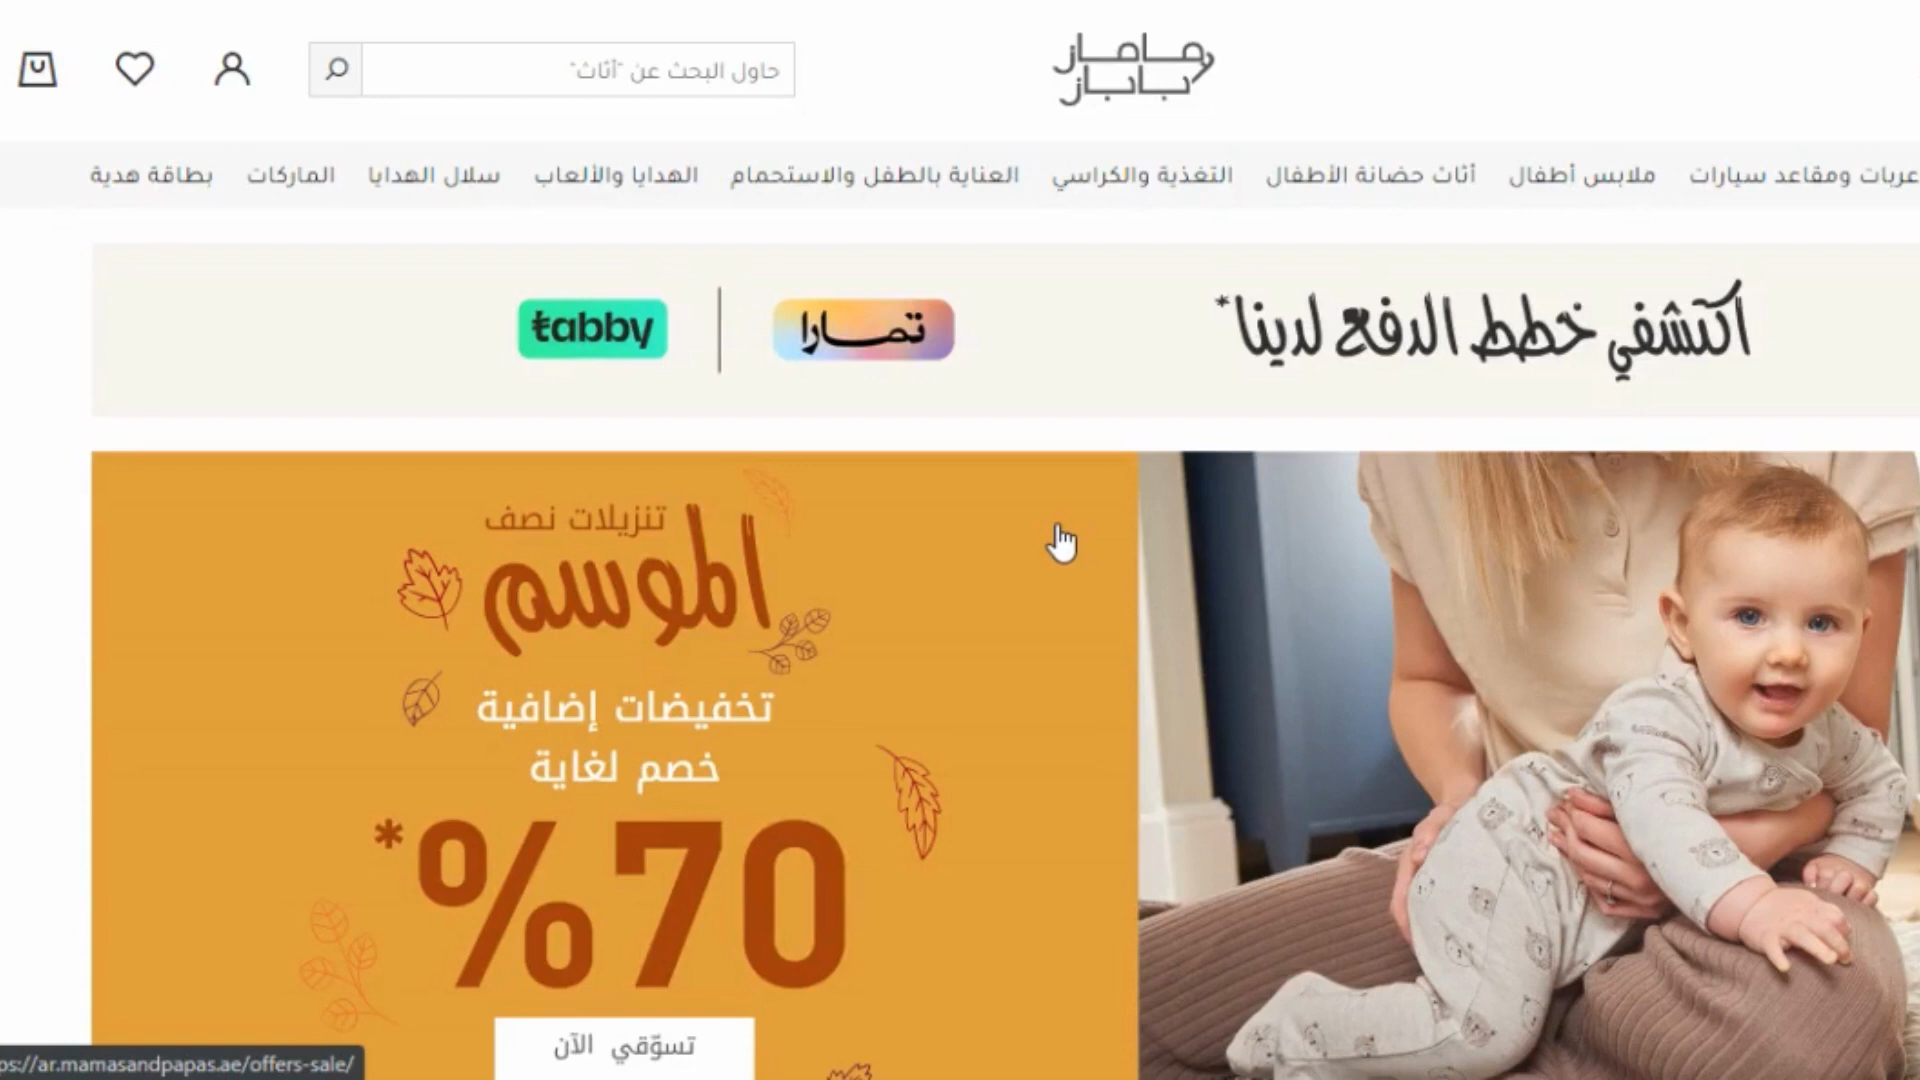 ماماز
باباز
حاول البحث عن "أثاث"
عربات ومقاعد سيارات
ملابس أطفال
أثاث حضانة الأطفال
التغذية والكراسي
العناية بالطفل والاستحمام
الهدايا والألعاب
سلال الهدايا
الماركات
بطاقة هدية
اكتشفي خطط الدفع لدينا*
تمارا
tabby
تنزيلات نصف
الموسم
تخفيضات إضافية
خصم لغاية
70%*
تسوّقي الآن
ps://ar.mamasandpapas.ae/offers-sale/